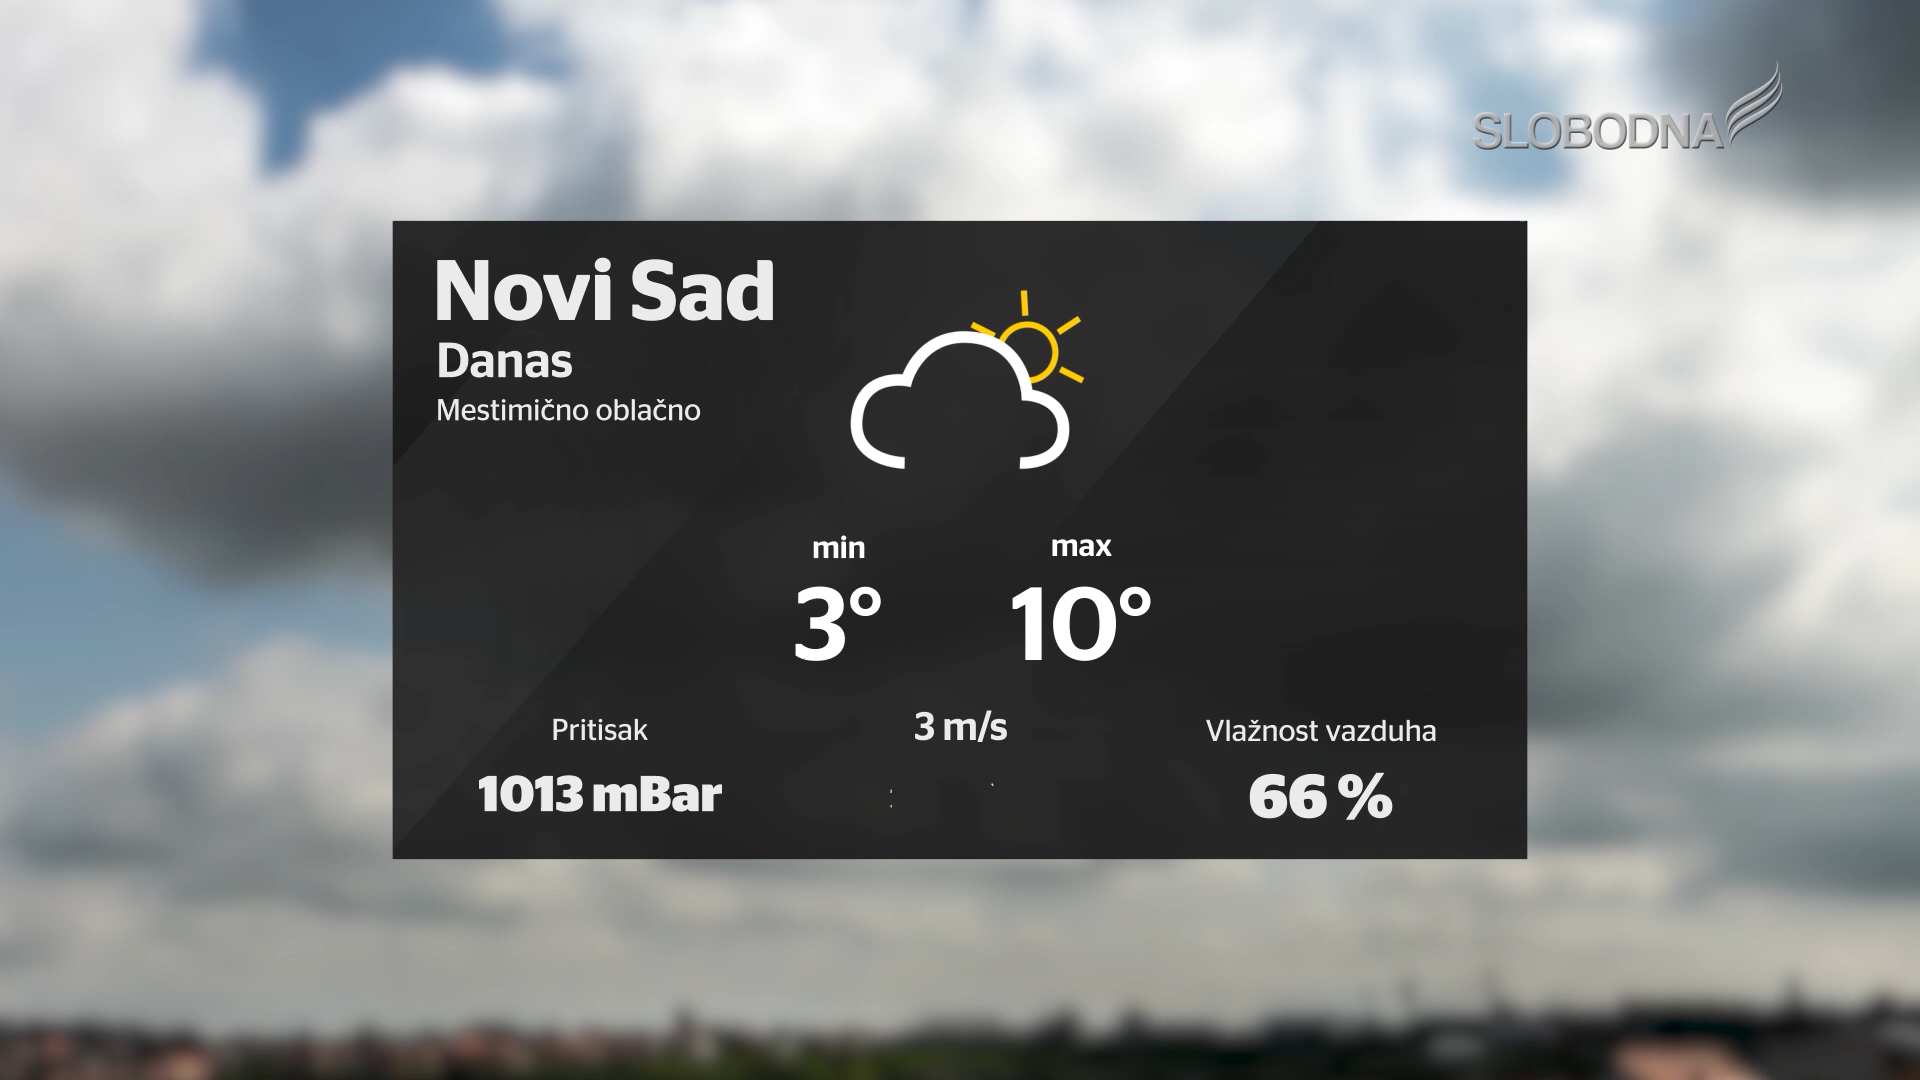 SLOBODNA
Novi Sad
Danas
Mestimično oblačno
min
max
3°
10°
Pritisak
3 m/s
Vlažnost vazduha
1013 mBar
66 %